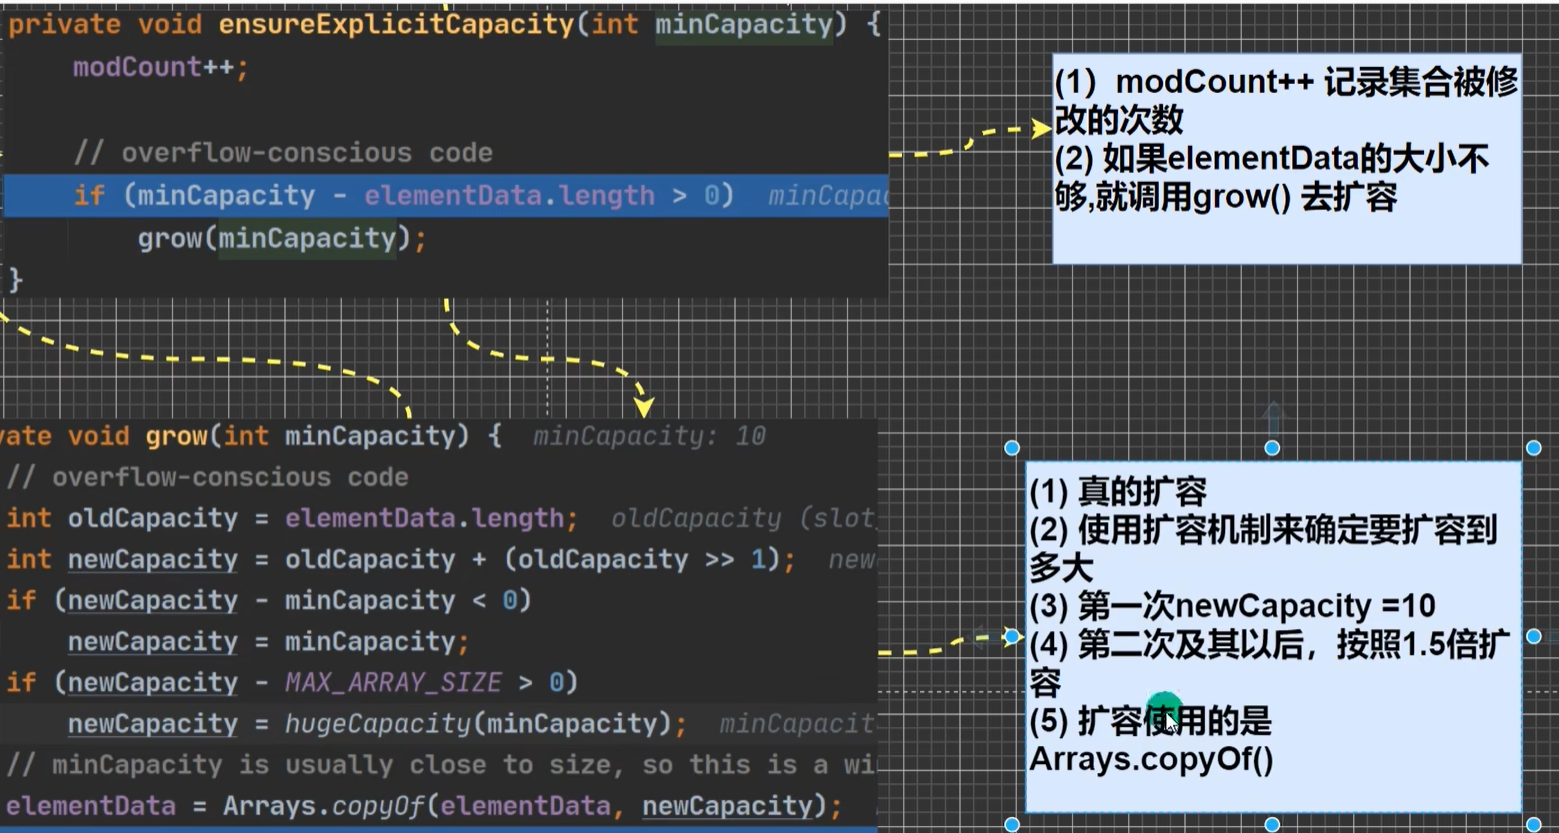 private void ensureExplicitCapacity(int minCapacity) {
modCount++;
// overflow-conscious code
if (minCapacity - elementData.length > 0)
grow(minCapacity);
}
(1）modCount++ 记录集合被修
改的次数
(2) 如果elementData的大小不
够,就调用grow() 去扩容
void grow(int minCapacity) { minCapacity: 10
// overflow-conscious code
int oldCapacity = elementData.length; oldCapacity
int newCapacity = oldCapacity + (oldCapacity >> 1);
if (newCapacity - minCapacity < 0)
newCapacity = minCapacity;
if (newCapacity - MAX_ARRAY_SIZE > 0)
newCapacity = hugeCapacity(minCapacity);
// minCapacity is usually close to size, so this is a
elementData = Arrays.copyOf(elementData, newCapacity);
(1) 真的扩容
(2) 使用扩容机制来确定要扩容到
多大
(3) 第一次newCapacity =10
(4) 第二次及其以后，按照1.5倍扩
容
(5) 扩容使用的是
Arrays.copyOf()